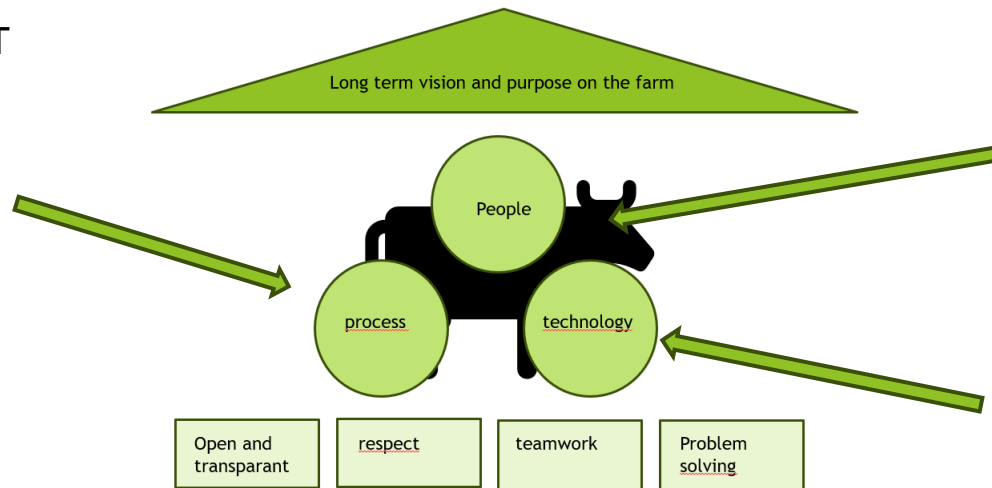 T
Long term vision and purpose on the farm
People
process
technology
Open and
transparant
respect
teamwork
Problem
solving